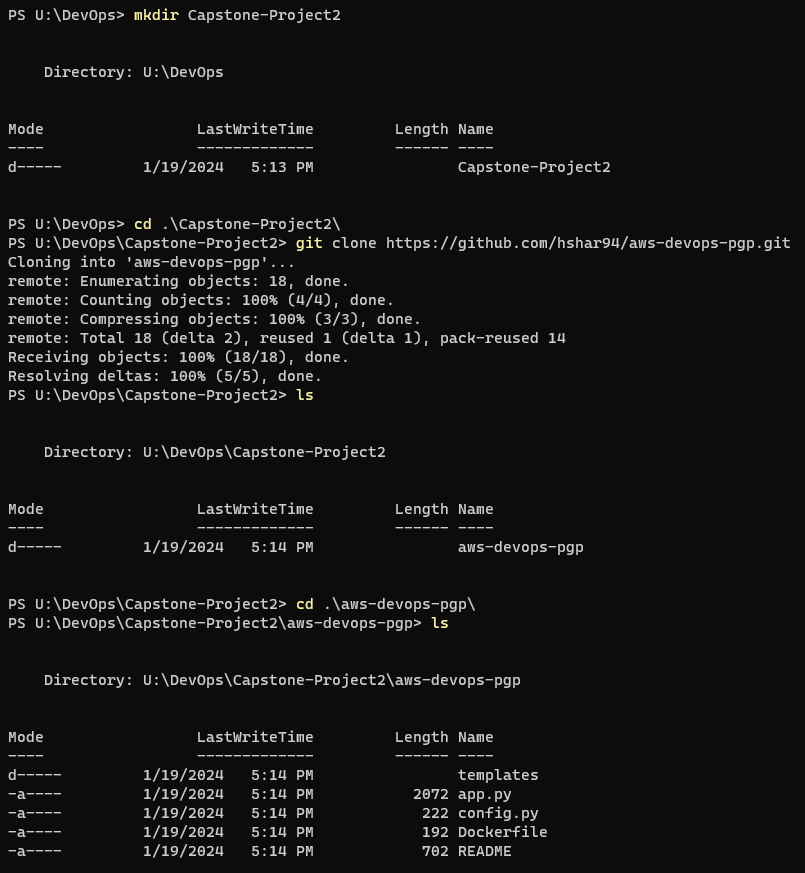 PS U:\DevOps> mkdir Capstone-Project2
Directory: U:\DevOps
Mode                 LastWriteTime         Length Name
----                 -------------         ------ ----
d-----         1/19/2024   5:13 PM                Capstone-Project2
PS U:\DevOps> cd .\Capstone-Project2\
PS U:\DevOps\Capstone-Project2> git clone https://github.com/hshar94/aws-devops-pgp.git
Cloning into 'aws-devops-pgp'...
remote: Enumerating objects: 18, done.
remote: Counting objects: 100% (4/4), done.
remote: Compressing objects: 100% (3/3), done.
remote: Total 18 (delta 2), reused 1 (delta 1), pack-reused 14
Receiving objects: 100% (18/18), done.
Resolving deltas: 100% (5/5), done.
PS U:\DevOps\Capstone-Project2> ls
Directory: U:\DevOps\Capstone-Project2
Mode                 LastWriteTime         Length Name
----                 -------------         ------ ----
d-----         1/19/2024   5:14 PM                aws-devops-pgp
PS U:\DevOps\Capstone-Project2> cd .\aws-devops-pgp\
PS U:\DevOps\Capstone-Project2\aws-devops-pgp> ls
Directory: U:\DevOps\Capstone-Project2\aws-devops-pgp
Mode                 LastWriteTime         Length Name
----                 -------------         ------ ----
d-----         1/19/2024   5:14 PM                templates
-a----         1/19/2024   5:14 PM           2072 app.py
-a----         1/19/2024   5:14 PM            222 config.py
-a----         1/19/2024   5:14 PM            192 Dockerfile
-a----         1/19/2024   5:14 PM            702 README